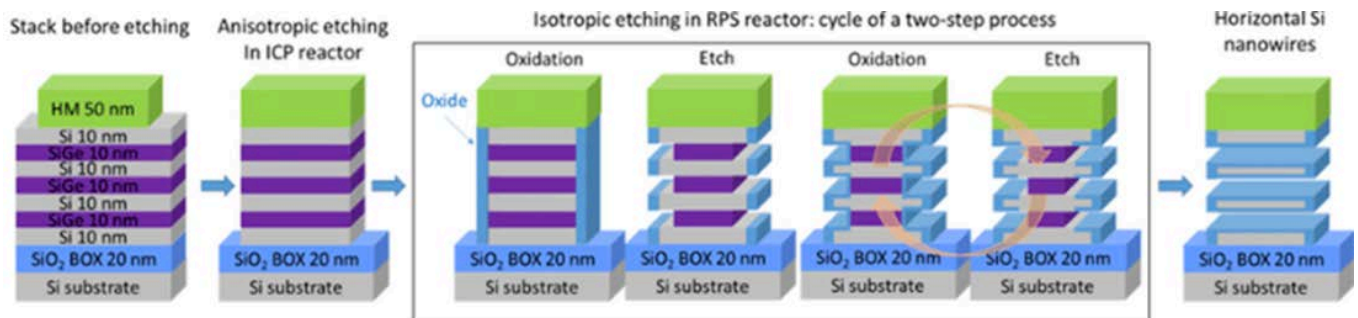 Stack before etching
Anisotropic etching
In ICP reactor
Isotropic etching in RPS reactor: cycle of a two-step process
Horizontal Si
nanowires
Oxidation
Etch
Oxidation
Etch
Oxide
HM 50 nm
Si 10 nm
SiGe 10 nm
Si 10 nm
SiGe 10 nm
Si 10 nm
SiGe 10 nm
Si 10 nm
SiO₂ BOX 20 nm
Si substrate
SiO₂ BOX 20 nm
Si substrate
SiO₂ BOX 20 nm
Si substrate
SiO₂ BOX 20 nm
Si substrate
SiO₂ BOX 20 nm
Si substrate
SiO₂ BOX 20 nm
Si substrate
SiO₂ BOX 20 nm
Si substrate